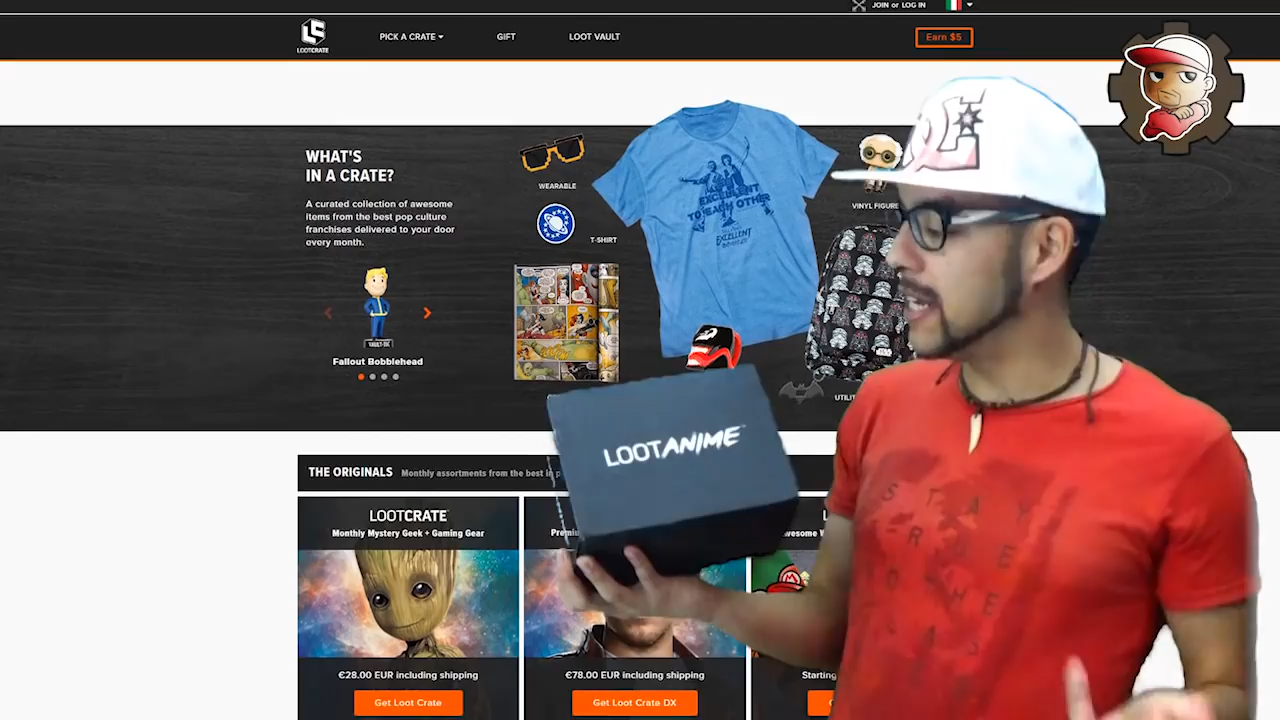 JOIN or LOG IN
LOOTCRATE
PICK A CRATE
GIFT
LOOT VAULT
Earn $5
WHAT'S
IN A CRATE?
A curated collection of awesome
items from the best pop culture
franchises delivered to your door
every month.
WEARABLE
T-SHIRT
VINYL FIGURE
EXCELLENT
TO EACH OTHER
EXCELLENT
Fallout Bobblehead
LOOTANIME
THE ORIGINALS Monthly assortments from the best in
LOOTCRATE
Monthly Mystery Geek + Gaming Gear
€28.00 EUR including shipping
Get Loot Crate
€78.00 EUR including shipping
Get Loot Crate DX
Starting
STAY